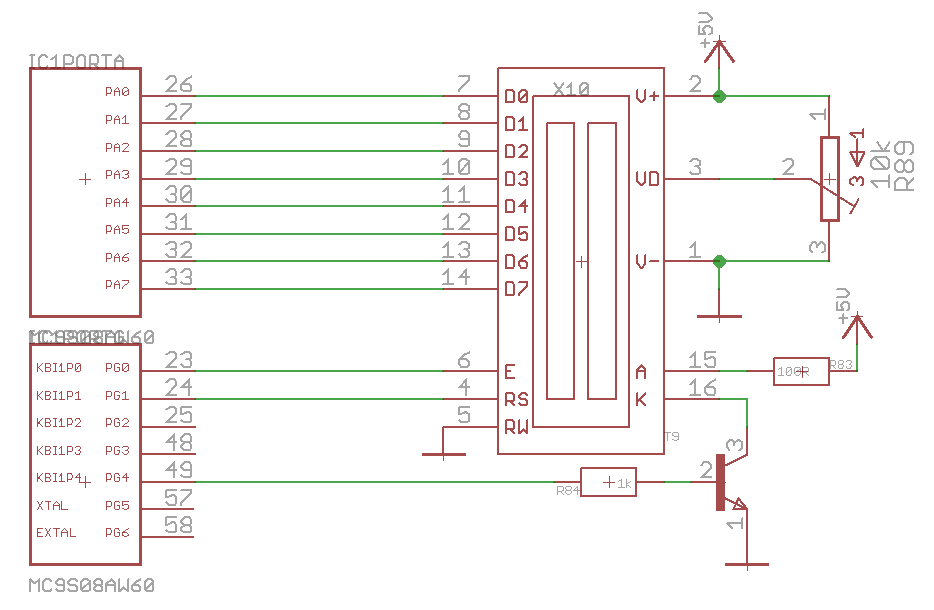 +5V
IC1PORTA
PA0 26 7 D0 X10 V+ 2
PA1 27 8 D1 1 1
PA2 28 9 D2
PA3 29 10 D3 VO 3 2 3 10k R89
PA4 30 11 D4
PA5 31 12 D5
PA6 32 13 D6 V- 1 3
PA7 33 14 D7
+5V
MC9S08AW60
KBI1P0 PG0 23 6 E A 15 100R R83
KBI1P1 PG1 24 4 RS K 16
KBI1P2 PG2 25 5 RW
KBI1P3 PG3 48 T9 3
KBI1P4 PG4 49 R84 1k 2
XTAL PG5 57
EXTAL PG6 58 1
MC9S08AW60